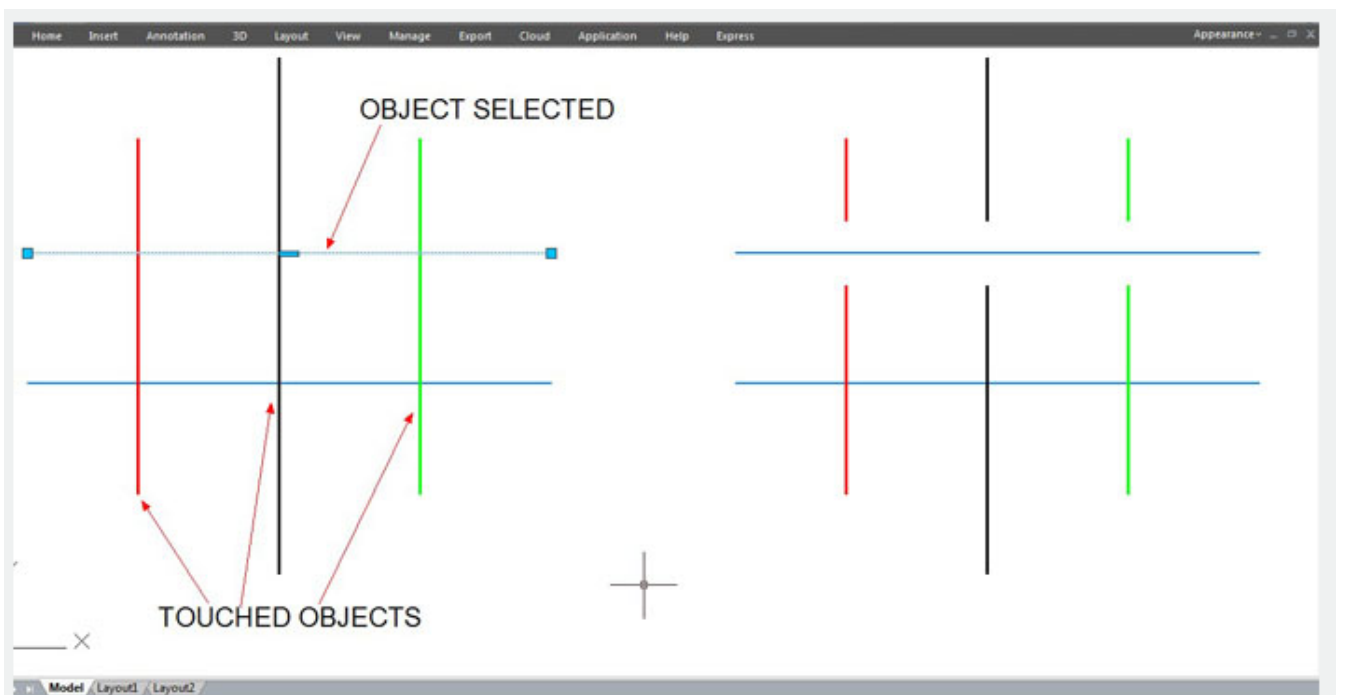 Home Insert Annotation 3D Layout View Manage Export Cloud Application Help Express Appearance
OBJECT SELECTED
TOUCHED OBJECTS
Model Layout1 Layout2